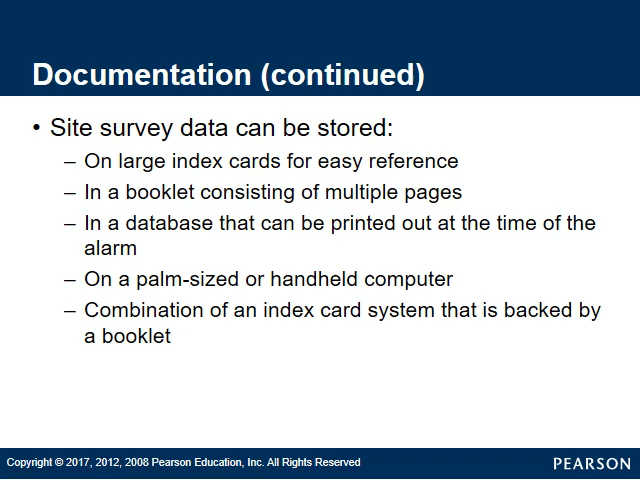 Documentation (continued)
• Site survey data can be stored:
– On large index cards for easy reference
– In a booklet consisting of multiple pages
– In a database that can be printed out at the time of the
alarm
– On a palm-sized or handheld computer
– Combination of an index card system that is backed by
a booklet
Copyright © 2017, 2012, 2008 Pearson Education, Inc. All Rights Reserved
PEARSON